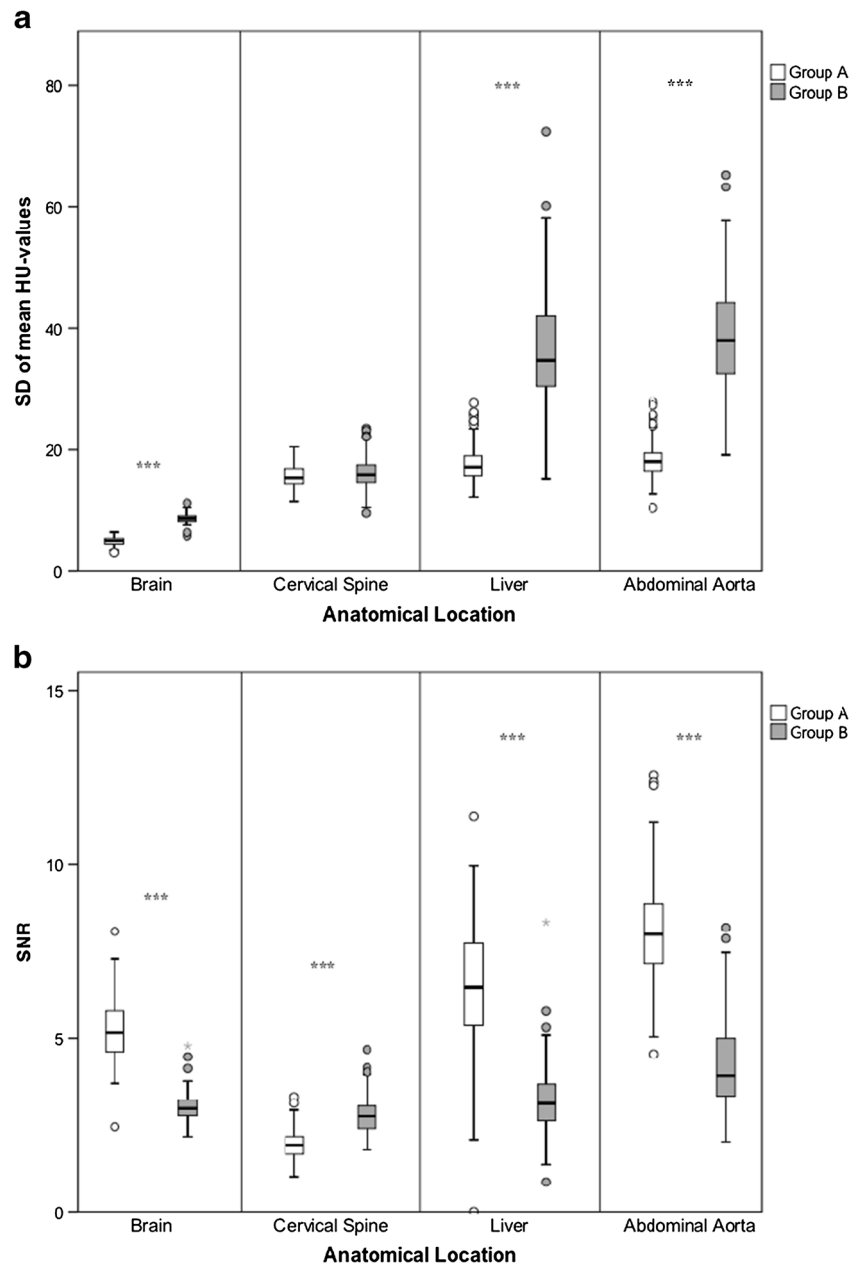 a
80
60
40
20
0
SD of mean HU-values
***
***
***
Group A
Group B
Brain
Cervical Spine
Liver
Abdominal Aorta
Anatomical Location
b
15
10
5
0
SNR
***
***
***
***
*
*
Group A
Group B
Brain
Cervical Spine
Liver
Abdominal Aorta
Anatomical Location